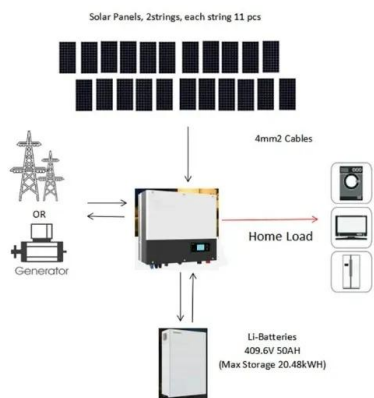 Solar Panels, 2strings, each string 11 pcs
4mm2 Cables
OR
Generator
Home Load
Li-Batteries
409.6V 50AH
(Max Storage 20.48kWH)